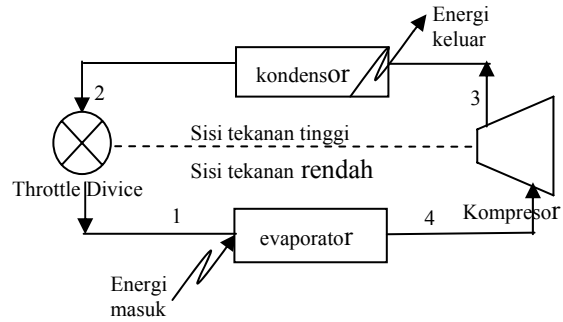 Energi
keluar
kondensor
2
3
Sisi tekanan tinggi
Sisi tekanan rendah
Throttle Divice
Kompresor
1
4
evaporator
Energi
masuk